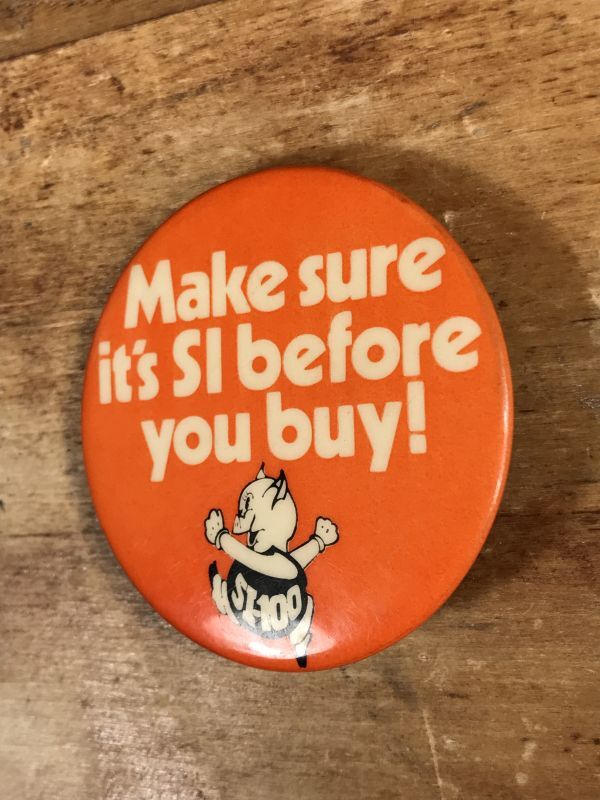 Make sure
it's SI before
you buy!
SI-100